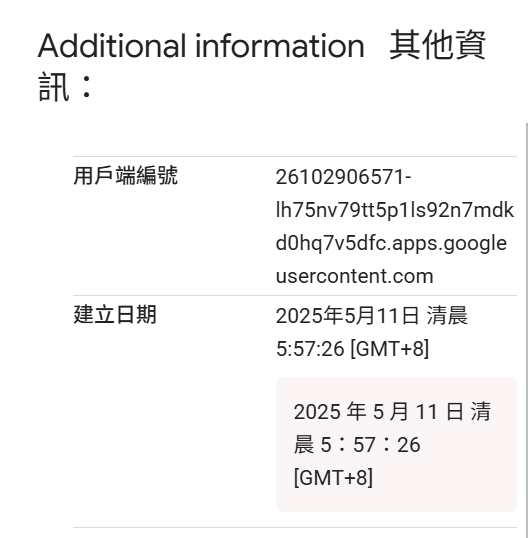 Additional information 其他資
訊：
用戶端編號
26102906571-
lh75nv79tt5p1ls92n7mdk
d0hq7v5dfc.apps.google
usercontent.com
建立日期
2025年5月11日 清晨
5:57:26 [GMT+8]
2025 年 5 月 11 日 清
晨 5：57：26
[GMT+8]